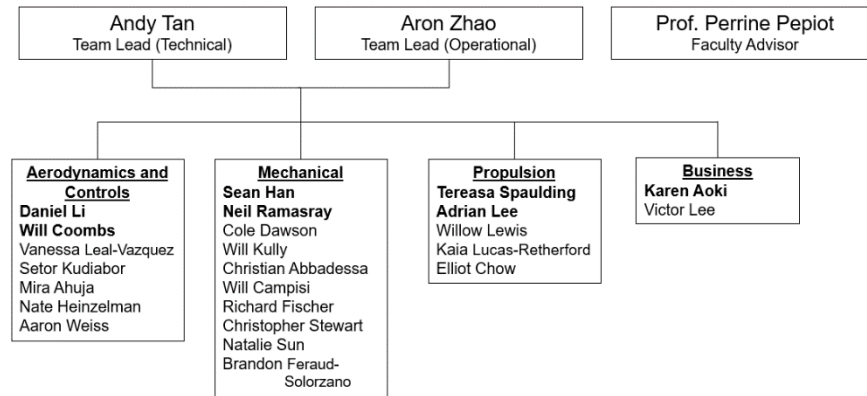 Andy Tan
Team Lead (Technical)
Aron Zhao
Team Lead (Operational)
Prof. Perrine Pepiot
Faculty Advisor
Aerodynamics and
Controls
Daniel Li
Will Coombs
Vanessa Leal-Vazquez
Setor Kudiabor
Mira Ahuja
Nate Heinzelman
Aaron Weiss
Mechanical
Sean Han
Neil Ramasray
Cole Dawson
Will Kully
Christian Abbadessa
Will Campisi
Richard Fischer
Christopher Stewart
Natalie Sun
Brandon Feraud-
Solorzano
Propulsion
Tereasa Spaulding
Adrian Lee
Willow Lewis
Kaia Lucas-Retherford
Elliot Chow
Business
Karen Aoki
Victor Lee